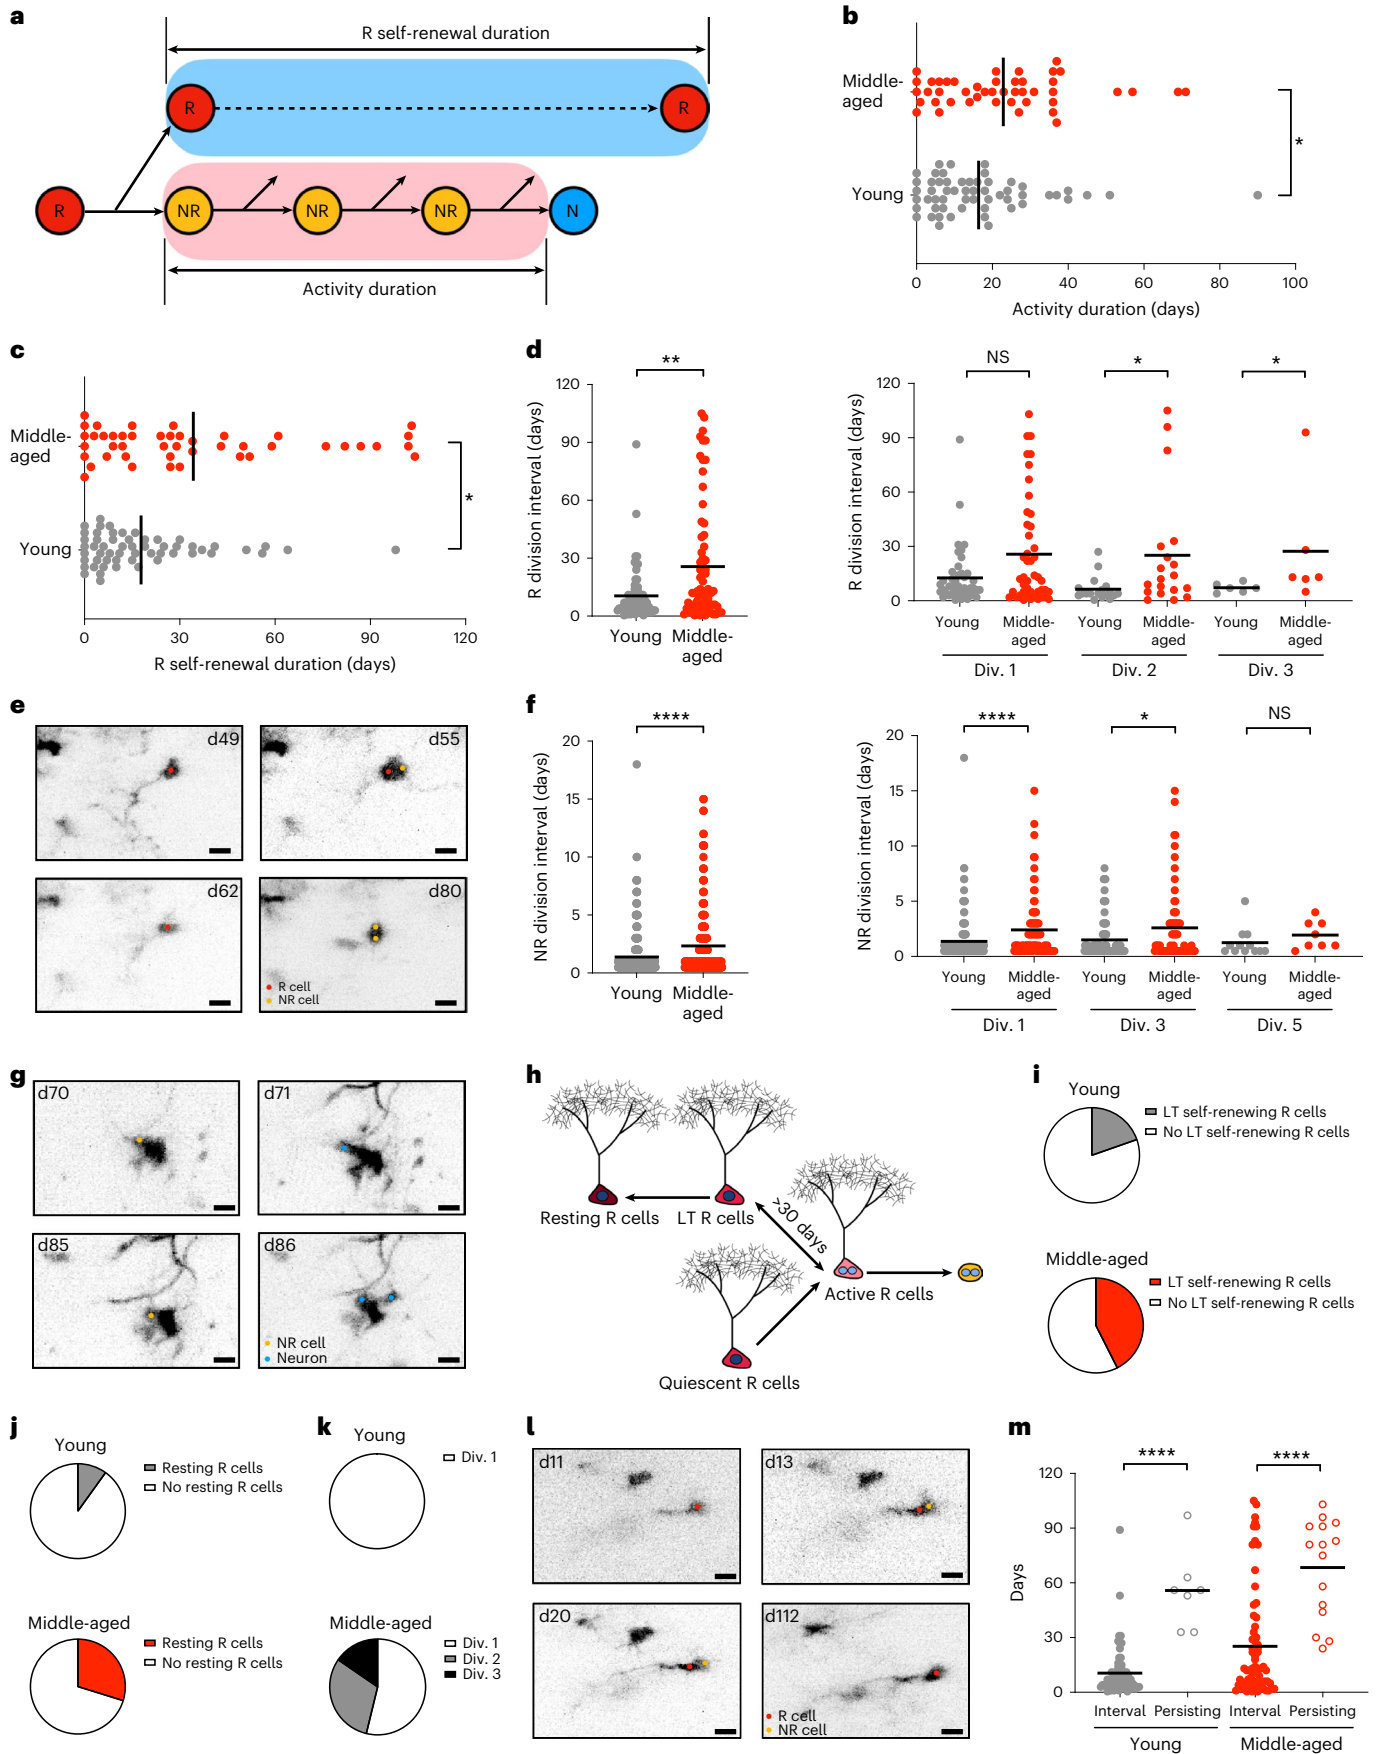 a
R self-renewal duration
R
R
R
NR
NR
NR
N
Activity duration
b
Middle-
aged
Young
*
0
20
40
60
80
100
Activity duration (days)
c
Middle-
aged
Young
*
0
30
60
90
120
R self-renewal duration (days)
d
**
120
90
60
30
0
R division interval (days)
Young
Middle-
aged
NS
*
*
120
90
60
30
0
R division interval (days)
Young
Middle-
aged
Young
Middle-
aged
Young
Middle-
aged
Div. 1
Div. 2
Div. 3
e
d49
d55
d62
d80
R cell
NR cell
f
****
20
15
10
5
0
NR division interval (days)
Young
Middle-
aged
****
*
NS
20
15
10
5
0
NR division interval (days)
Young
Middle-
aged
Young
Middle-
aged
Young
Middle-
aged
Div. 1
Div. 3
Div. 5
g
d70
d71
d85
d86
NR cell
Neuron
h
Resting R cells
LT R cells
>30 days
Active R cells
Quiescent R cells
i
Young
LT self-renewing R cells
No LT self-renewing R cells
Middle-aged
LT self-renewing R cells
No LT self-renewing R cells
j
Young
Resting R cells
No resting R cells
Middle-aged
Resting R cells
No resting R cells
k
Young
Div. 1
Middle-aged
Div. 1
Div. 2
Div. 3
l
d11
d13
d20
d112
R cell
NR cell
m
****
****
120
90
60
30
0
Days
Interval
Persisting
Interval
Persisting
Young
Middle-aged